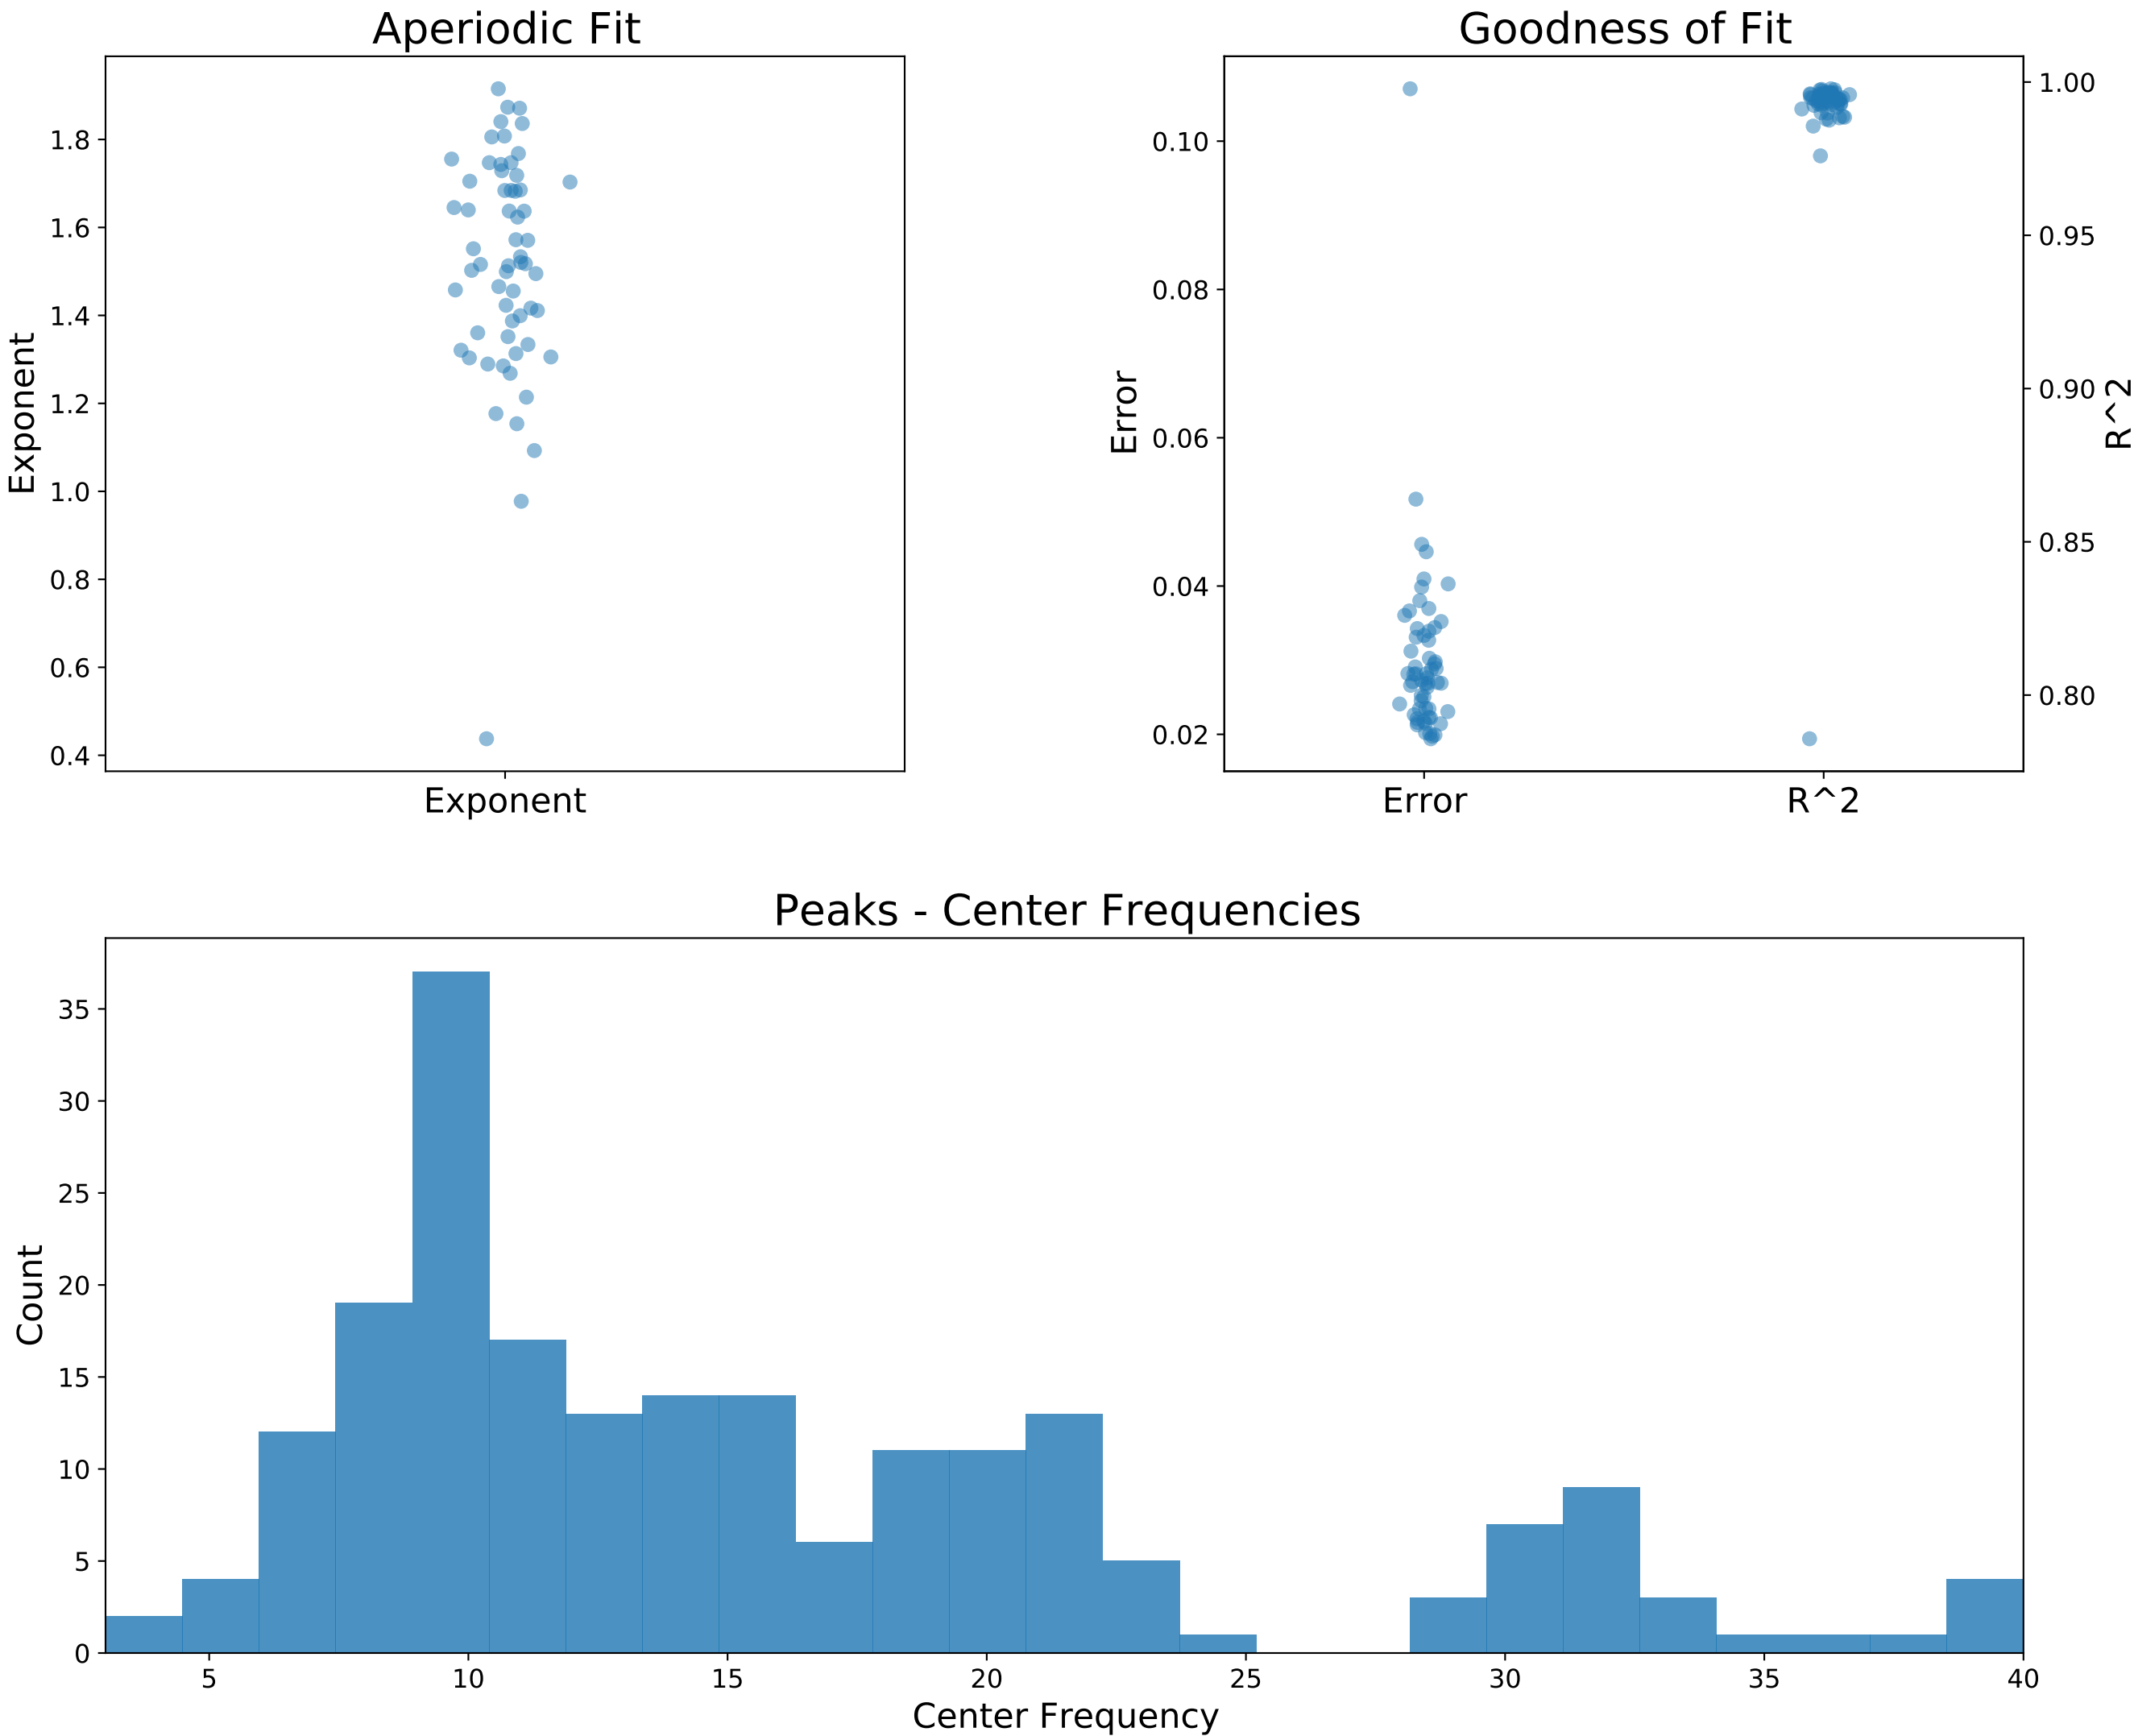 Aperiodic Fit
Exponent
1.8
1.6
1.4
1.2
1.0
0.8
0.6
0.4
Exponent
Goodness of Fit
Error
0.10
0.08
0.06
0.04
0.02
Error
R^2
1.00
0.95
0.90
0.85
0.80
R^2
Peaks - Center Frequencies
Count
35
30
25
20
15
10
5
0
5 10 15 20 25 30 35 40
Center Frequency